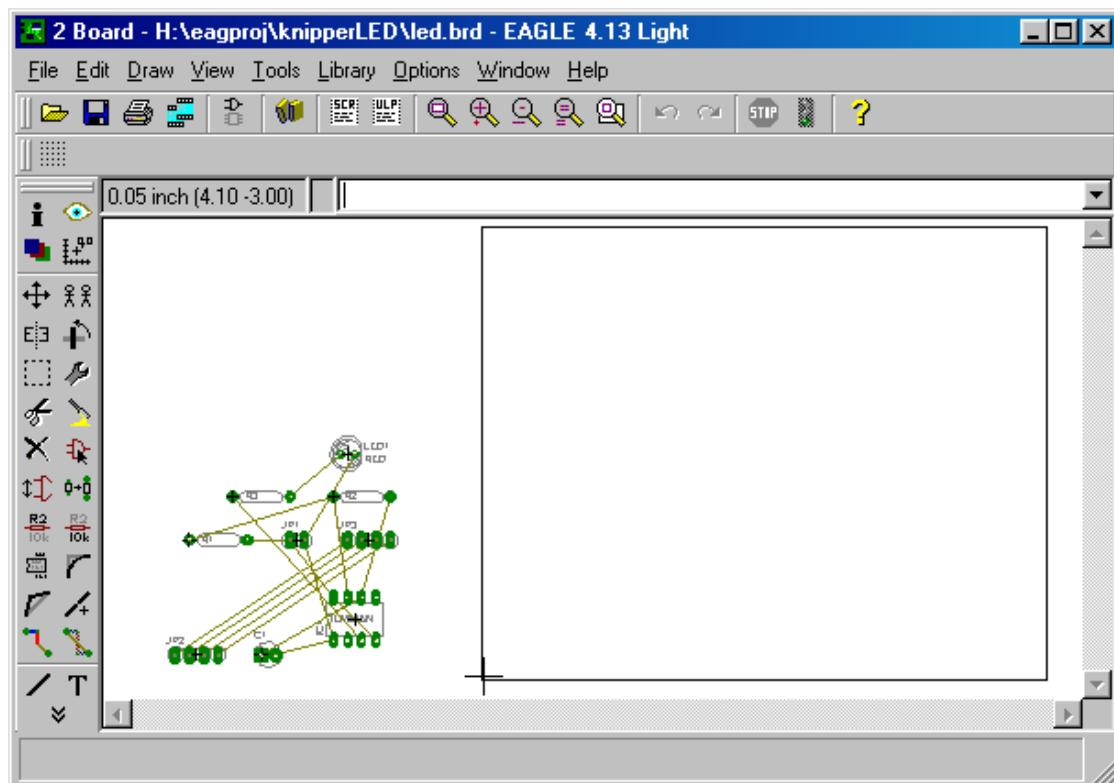 2 Board - H:\eagproj\knipperLED\led.brd - EAGLE 4.13 Light
File Edit Draw View Tools Library Options Window Help
SCR ULP STOP ?
0.05 inch (4.10 -3.00)
R2 R2
10k 10k
T
LED1
RED
R3 R2
JP1 JP3
R1
JP2 C1